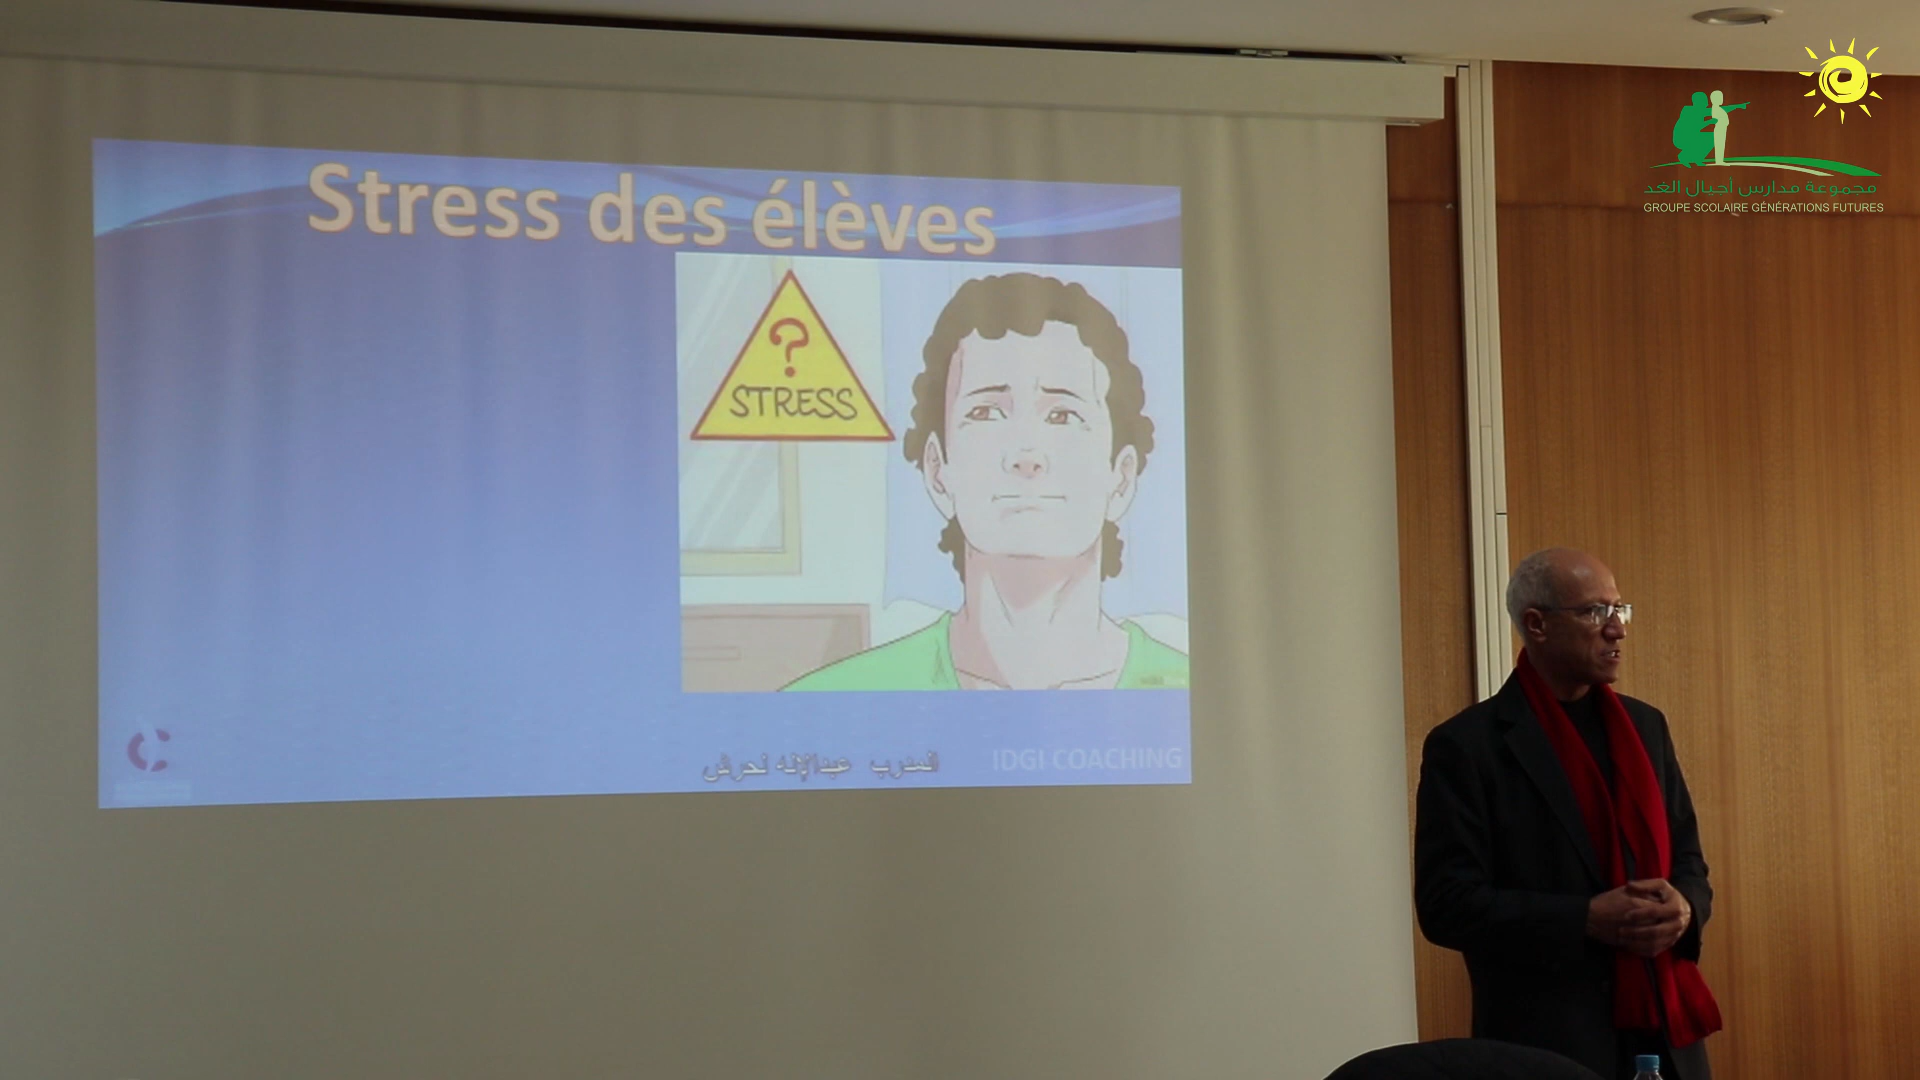 Stress des élèves
?
STRESS
المدرب عبدالإله لحرش
IDGI COACHING
مجموعة مدارس أجيال الغد
GROUPE SCOLAIRE GÉNÉRATIONS FUTURES